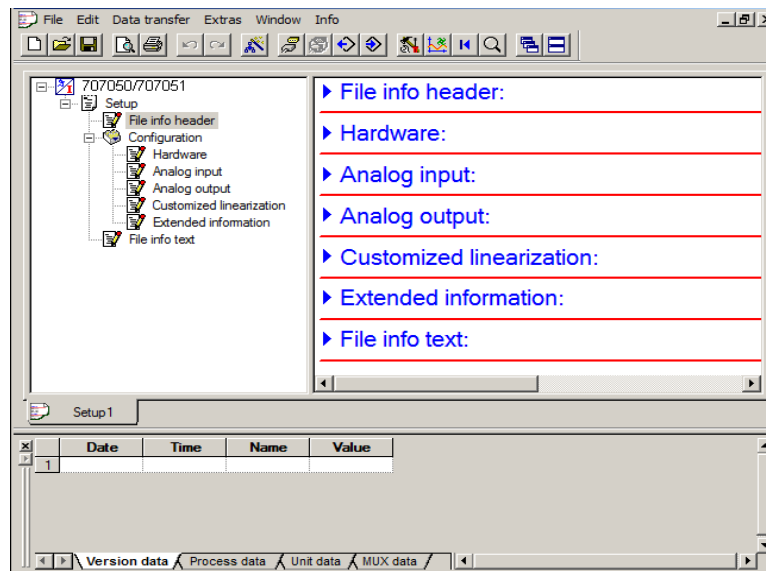 File Edit Data transfer Extras Window Info
707050/707051
Setup
File info header
Configuration
Hardware
Analog input
Analog output
Customized linearization
Extended information
File info text
File info header:
Hardware:
Analog input:
Analog output:
Customized linearization:
Extended information:
File info text:
Setup1
Date Time Name Value
1
Version data Process data Unit data MUX data